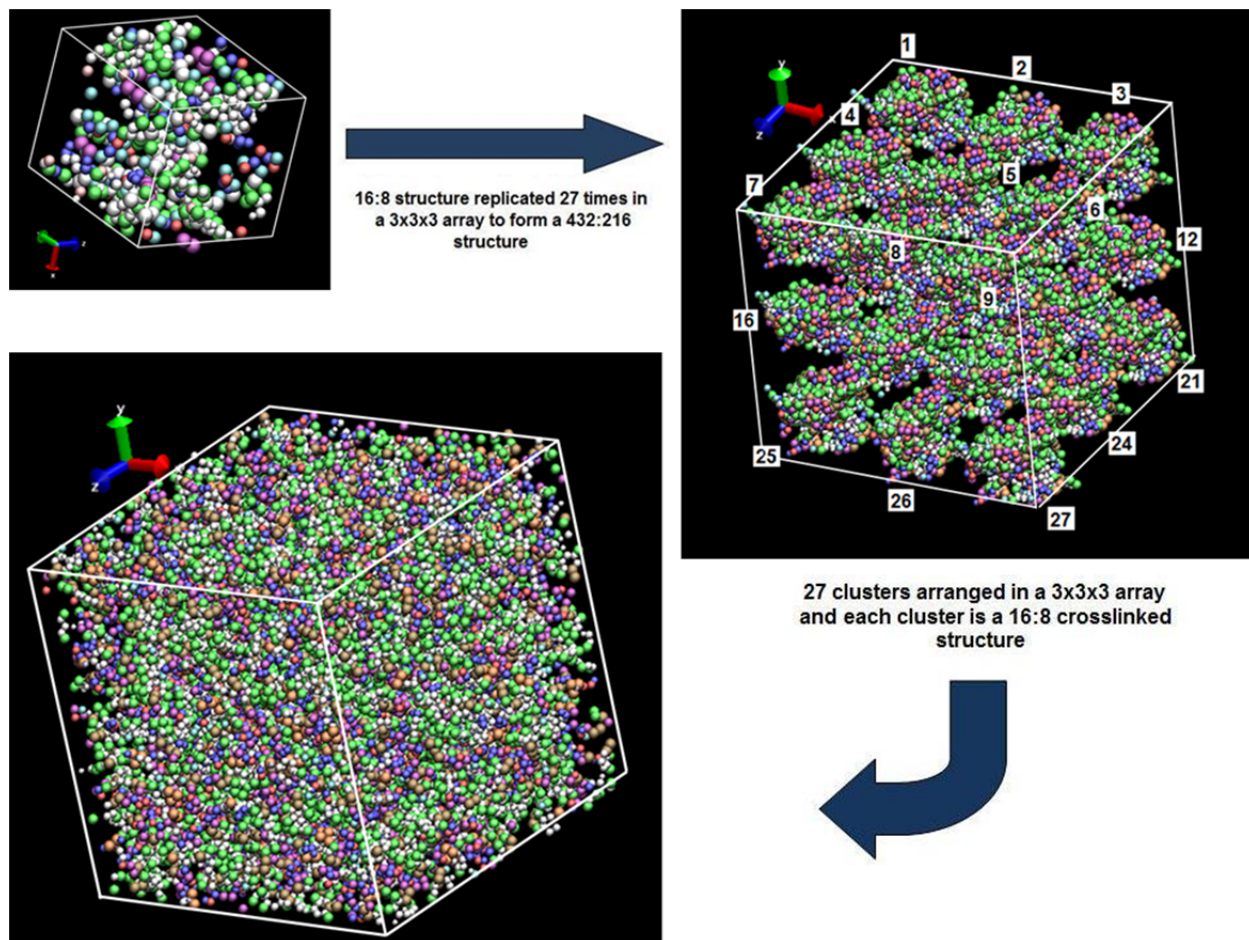 16:8 structure replicated 27 times in
a 3x3x3 array to form a 432:216
structure
y
x
z
1
2
3
4
5
6
7
8
9
12
16
21
24
25
26
27
27 clusters arranged in a 3x3x3 array
and each cluster is a 16:8 crosslinked
structure
y
z
z
x